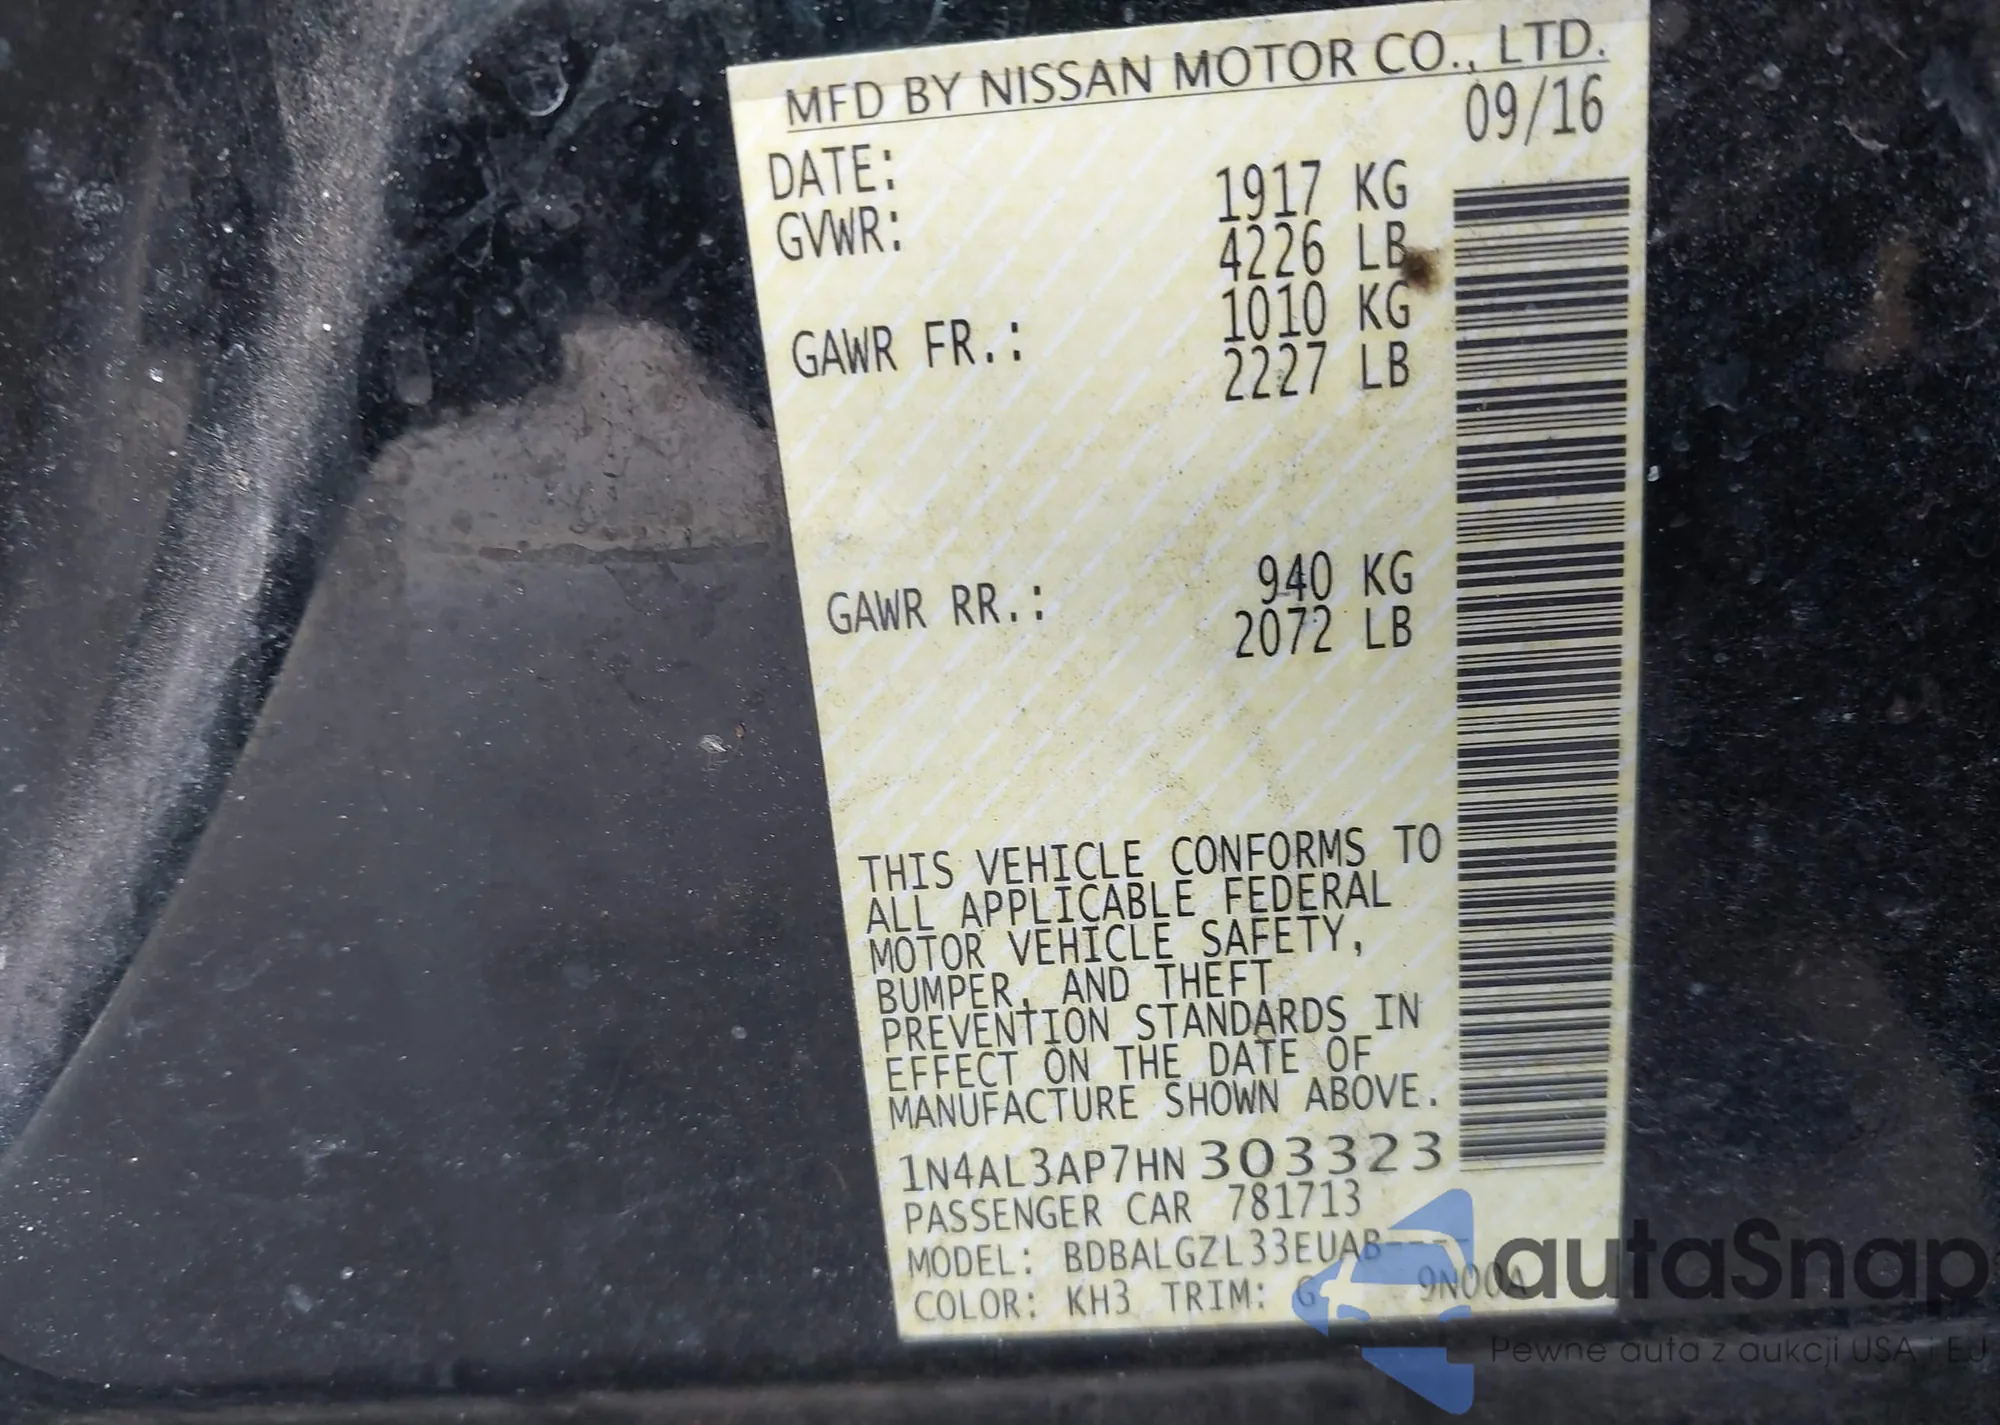 MFD BY NISSAN MOTOR CO., LTD.
DATE: 09/16
GVWR: 1917 KG
4226 LB
GAWR FR.: 1010 KG
2227 LB
GAWR RR.: 940 KG
2072 LB
THIS VEHICLE CONFORMS TO
ALL APPLICABLE FEDERAL
MOTOR VEHICLE SAFETY,
BUMPER, AND THEFT
PREVENTION STANDARDS IN
EFFECT ON THE DATE OF
MANUFACTURE SHOWN ABOVE.
1N4AL3AP7HN303323
PASSENGER CAR 781713
MODEL: BDBALGZL33EUAB----
COLOR: KH3 TRIM: G 9N00A
autaSnap
Pewne auta z aukcji USA i EU